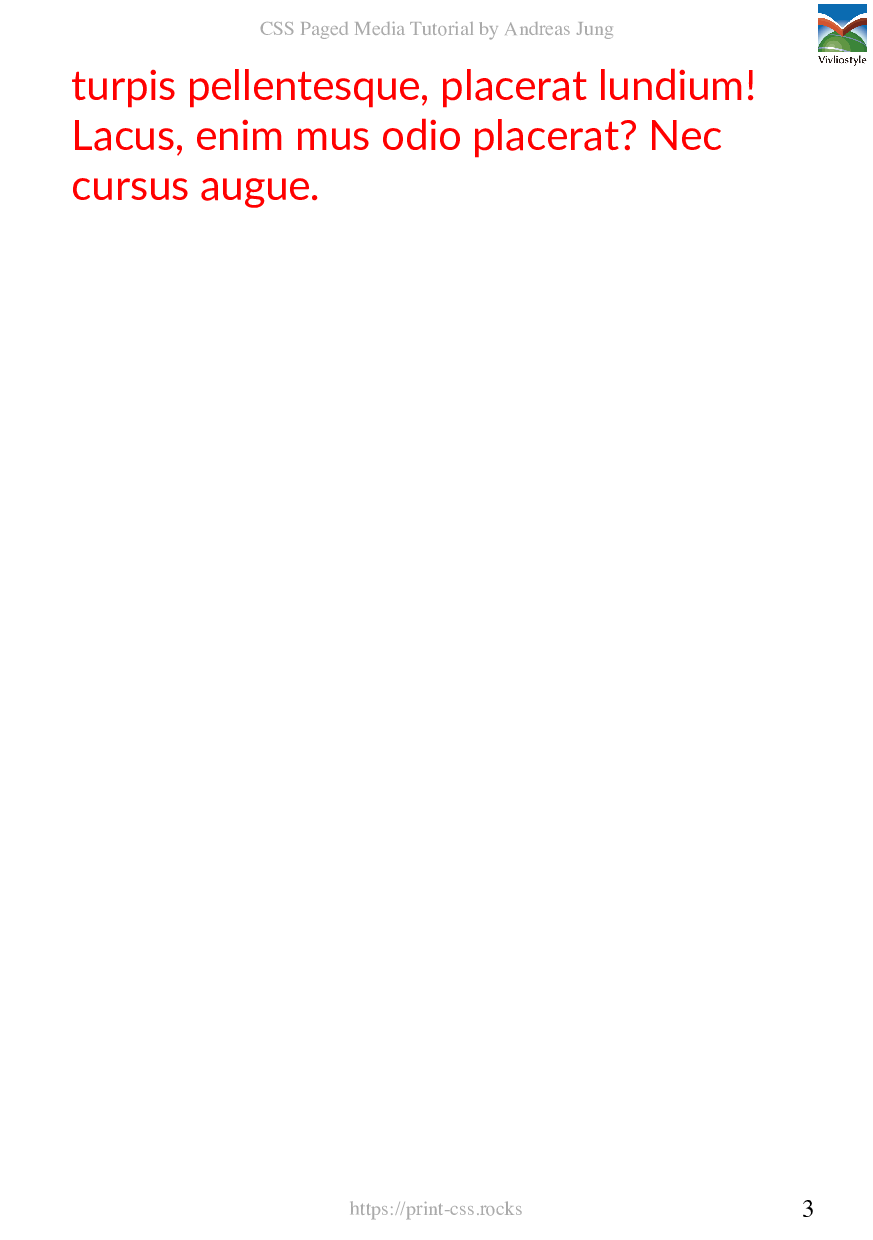 CSS Paged Media Tutorial by Andreas Jung
Vivliostyle
turpis pellentesque, placerat lundium!
Lacus, enim mus odio placerat? Nec
cursus augue.
https://print-css.rocks
3